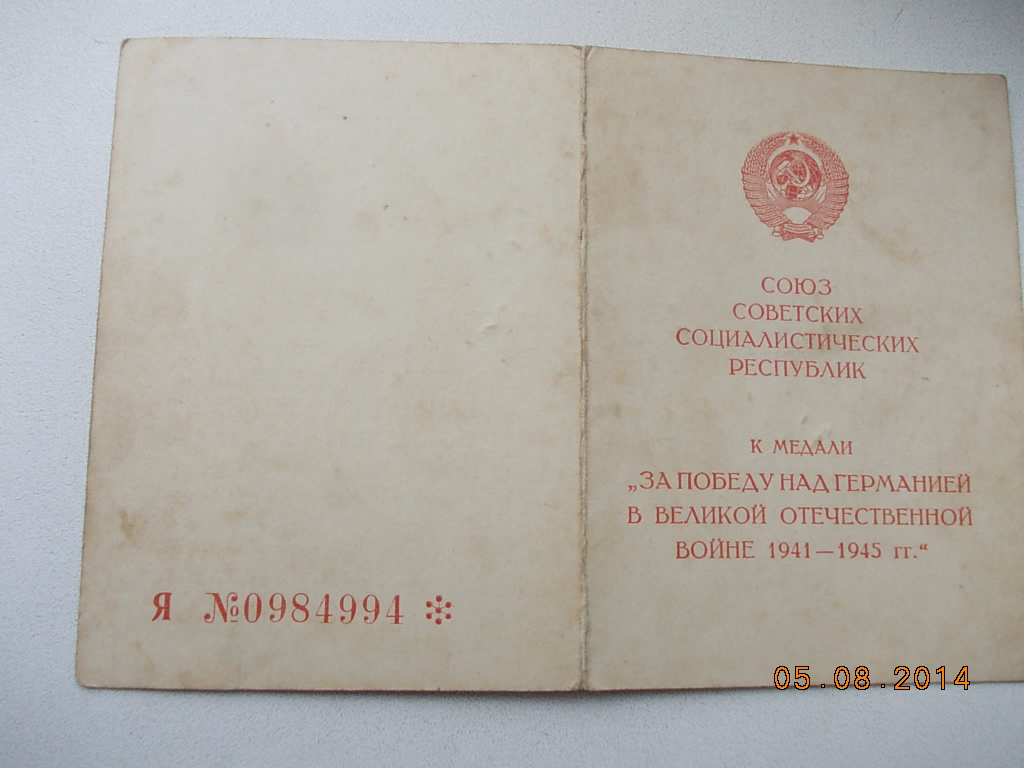 Я №0984994
СОЮЗ
СОВЕТСКИХ
СОЦИАЛИСТИЧЕСКИХ
РЕСПУБЛИК
К МЕДАЛИ
„ЗА ПОБЕДУ НАД ГЕРМАНИЕЙ
В ВЕЛИКОЙ ОТЕЧЕСТВЕННОЙ
ВОЙНЕ 1941—1945 гг.“
05.08.2014